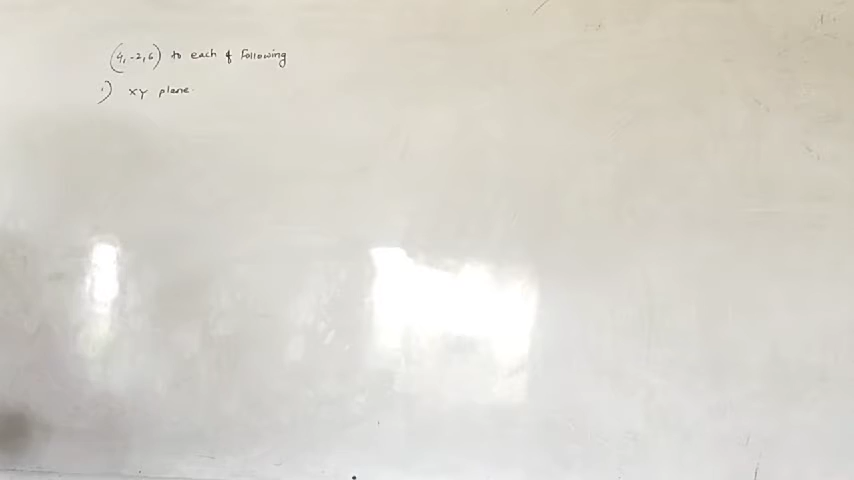 (4, -2, 6) to each of Following
i) XY plane.